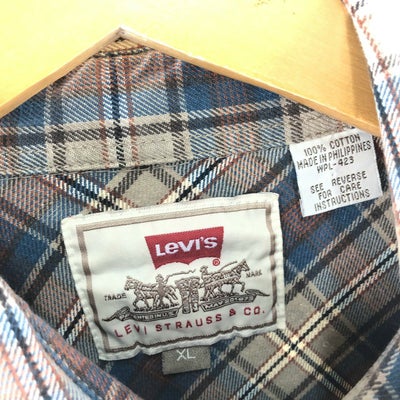 100% COTTON
MADE IN PHILIPPINES
WPL-423
SEE REVERSE
FOR CARE
INSTRUCTIONS
LEVI'S
®
TRADE MARK
LEVI STRAUSS & CO.
XL